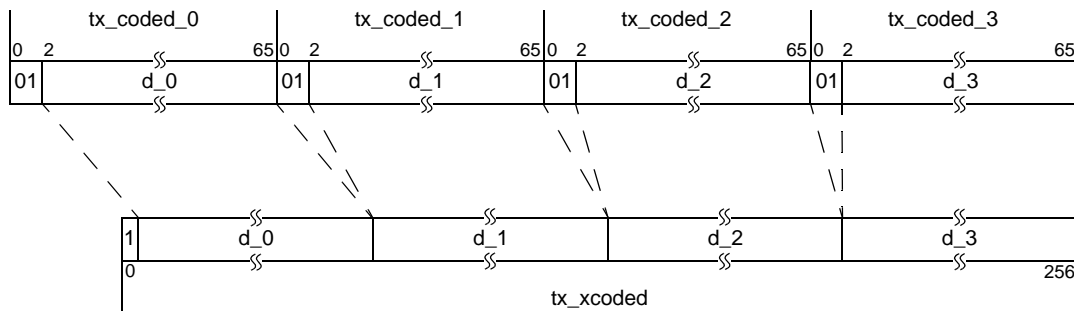 tx_coded_0 tx_coded_1 tx_coded_2 tx_coded_3
0 2 65 0 2 65 0 2 65 0 2 65
01 d_0 01 d_1 01 d_2 01 d_3
1 d_0 d_1 d_2 d_3
0 256
tx_xcoded